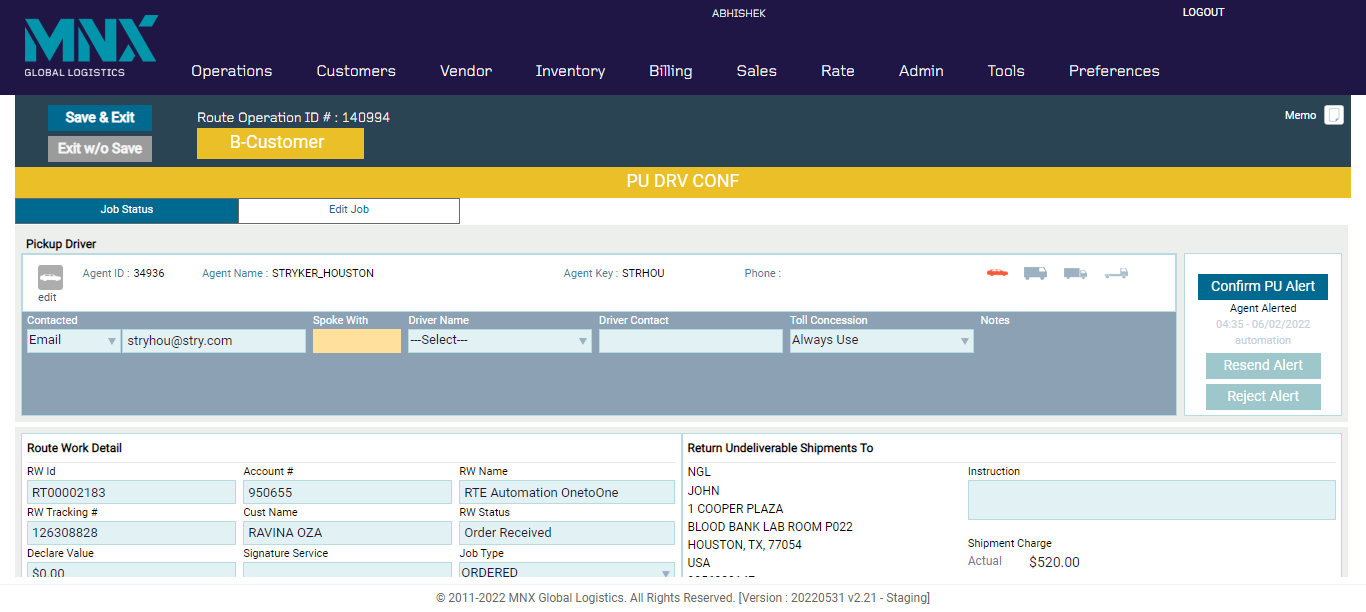 ABHISHEK
LOGOUT
MNX
GLOBAL LOGISTICS
Operations Customers Vendor Inventory Billing Sales Rate Admin Tools Preferences
Save & Exit
Exit w/o Save
Route Operation ID # : 140994
B-Customer
Memo
PU DRV CONF
Job Status Edit Job
Pickup Driver
edit
Agent ID : 34936 Agent Name : STRYKER_HOUSTON Agent Key : STRHOU Phone :
Contacted Spoke With Driver Name Driver Contact Toll Concession Notes
Email stryhou@stry.com ---Select--- Always Use
Confirm PU Alert
Agent Alerted
04:35 - 06/02/2022
automation
Resend Alert
Reject Alert
Route Work Detail
RW Id Account # RW Name
RT00002183 950655 RTE Automation OnetoOne
RW Tracking # Cust Name RW Status
126308828 RAVINA OZA Order Received
Declare Value Signature Service Job Type
$0.00 ORDERED
Return Undeliverable Shipments To
NGL
JOHN
1 COOPER PLAZA
BLOOD BANK LAB ROOM P022
HOUSTON, TX, 77054
USA
Instruction
Shipment Charge
Actual $520.00
© 2011-2022 MNX Global Logistics. All Rights Reserved. [Version : 20220531 v2.21 - Staging]